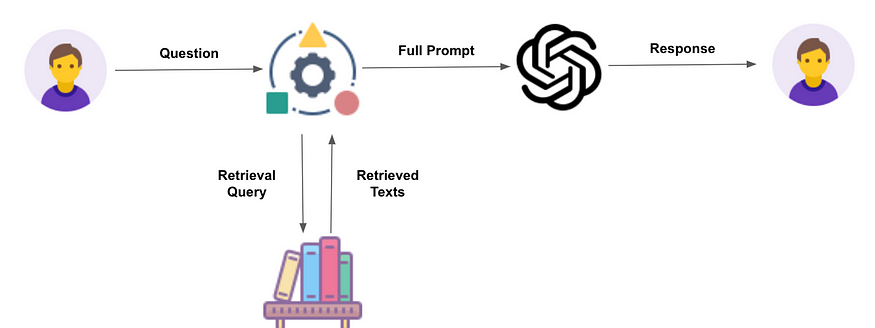 Question
Full Prompt
Response
Retrieval
Query
Retrieved
Texts